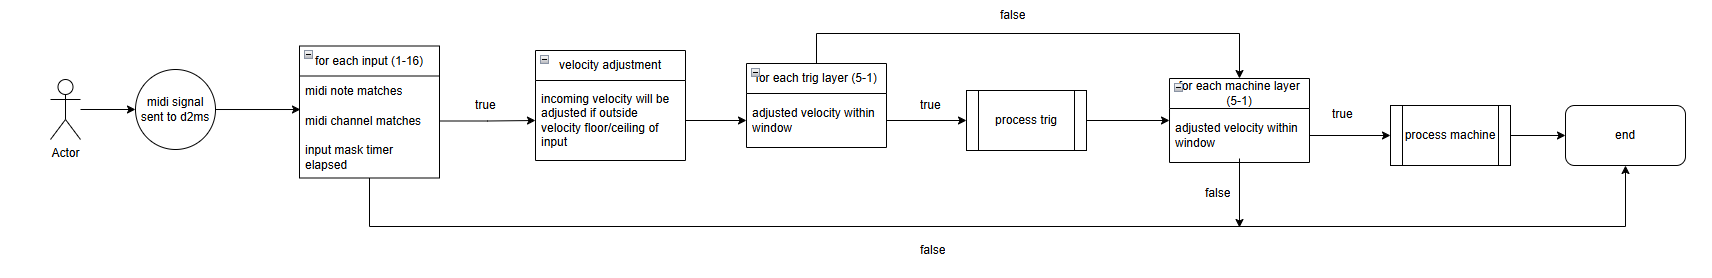 false
for each input (1-16)
midi note matches
midi channel matches
input mask timer
elapsed
Actor
midi signal
sent to d2ms
true
velocity adjustment
incoming velocity will be
adjusted if outside
velocity floor/ceiling of
input
for each trig layer (5-1)
adjusted velocity within
window
true
process trig
for each machine layer
(5-1)
adjusted velocity within
window
true
process machine
end
false
false